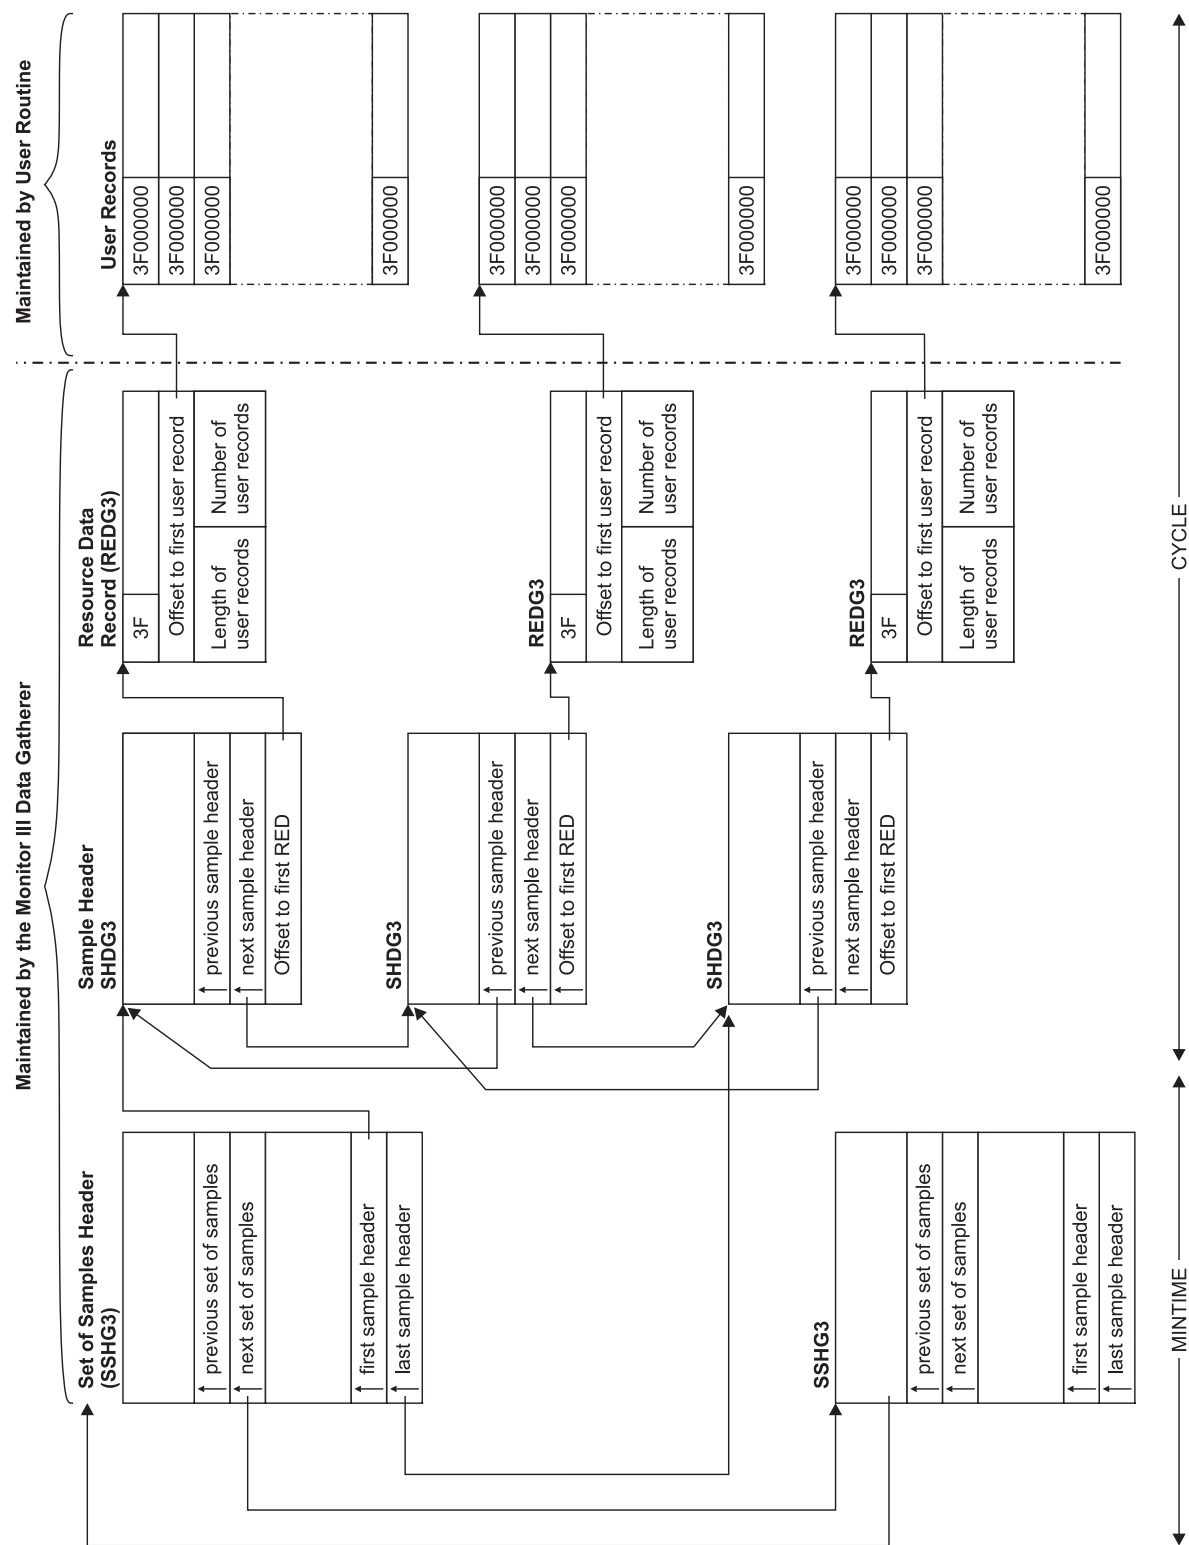 Maintained by the Monitor III Data Gatherer
Maintained by User Routine
Set of Samples Header
(SSHG3)
previous set of samples
next set of samples
first sample header
last sample header
Sample Header
SHDG3
previous sample header
next sample header
Offset to first RED
Resource Data
Record (REDG3)
3F
Offset to first user record
Length of
user records
Number of
user records
User Records
3F000000
3F000000
3F000000
3F000000
SHDG3
previous sample header
next sample header
Offset to first RED
REDG3
3F
Offset to first user record
Length of
user records
Number of
user records
3F000000
3F000000
3F000000
3F000000
SSHG3
previous set of samples
next set of samples
first sample header
last sample header
SHDG3
previous sample header
next sample header
Offset to first RED
REDG3
3F
Offset to first user record
Length of
user records
Number of
user records
3F000000
3F000000
3F000000
3F000000
MINTIME
CYCLE